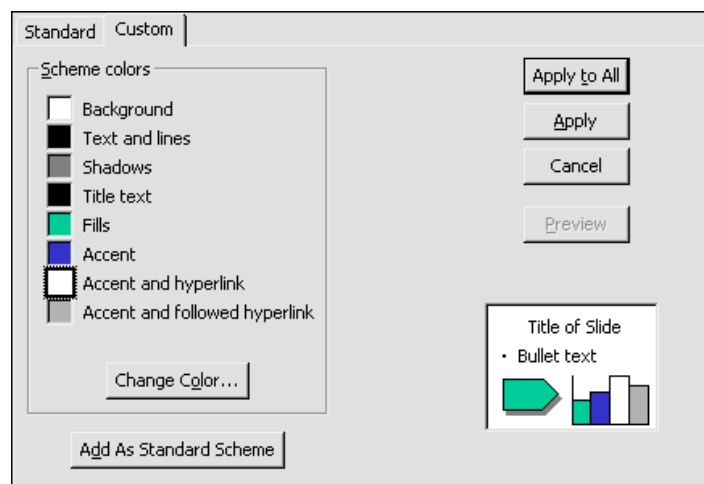 Standard
Custom
Scheme colors
Background
Text and lines
Shadows
Title text
Fills
Accent
Accent and hyperlink
Accent and followed hyperlink
Change Color...
Add As Standard Scheme
Apply to All
Apply
Cancel
Preview
Title of Slide
• Bullet text